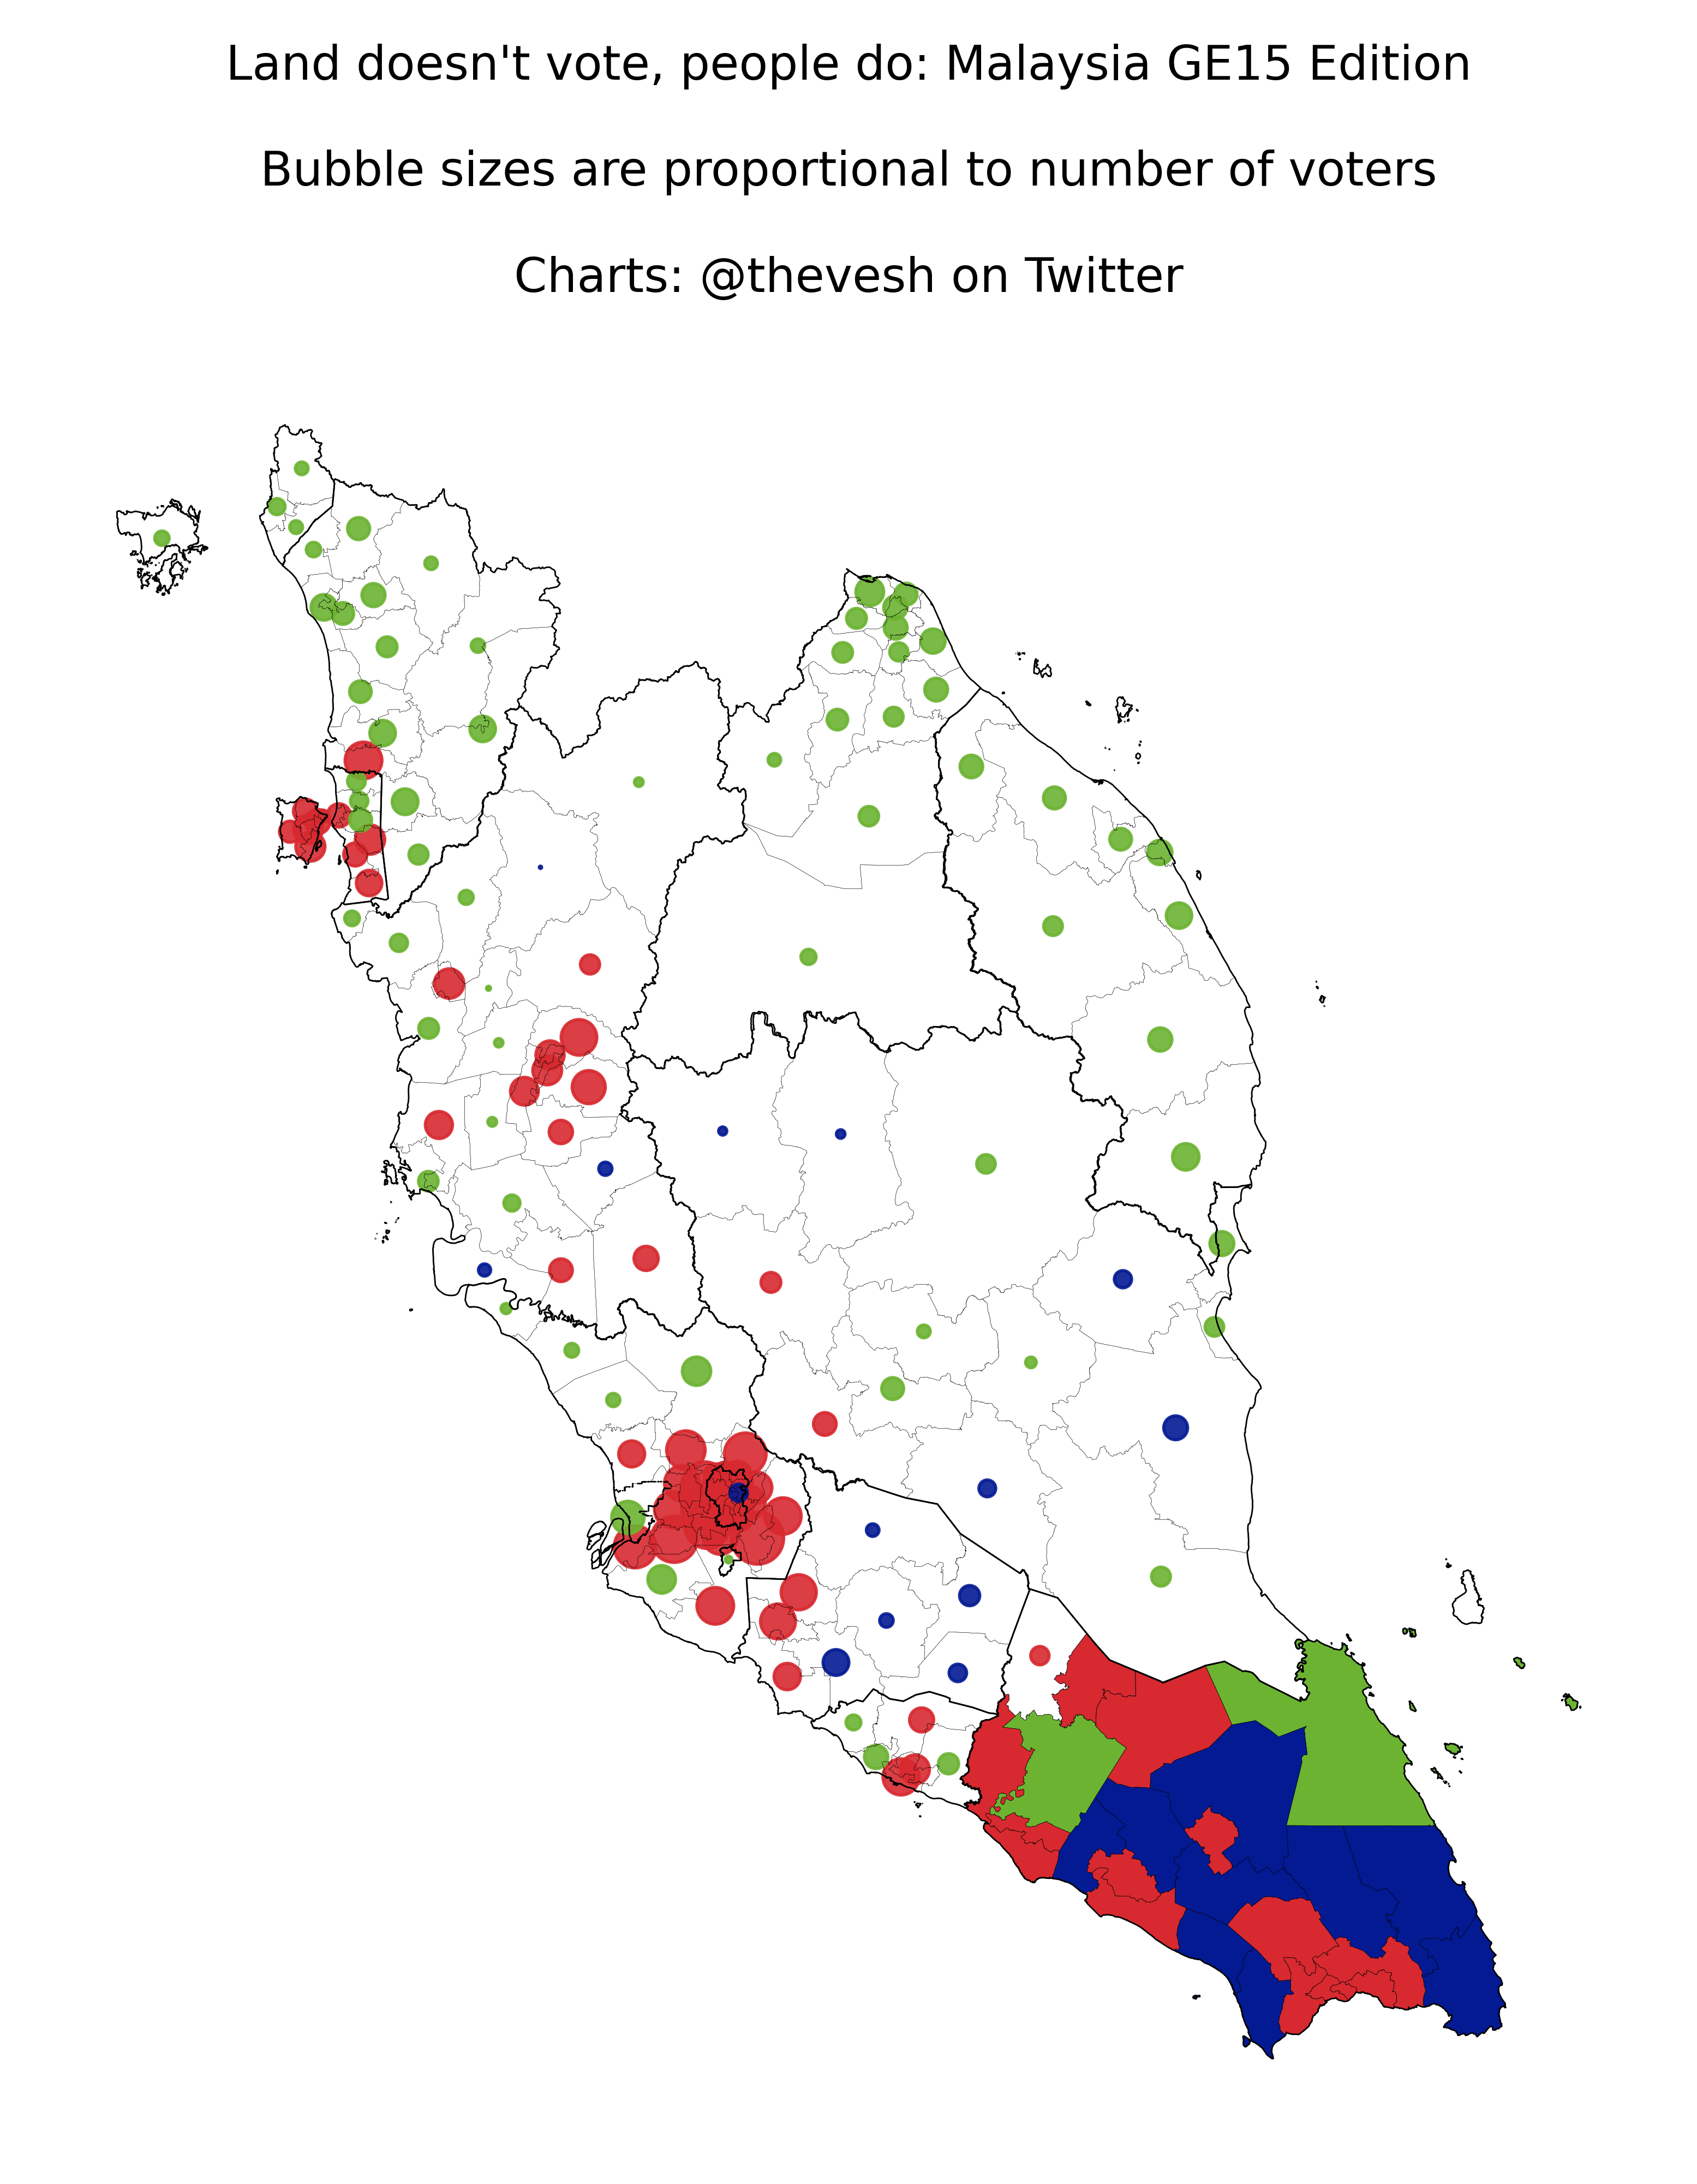 Land doesn't vote, people do: Malaysia GE15 Edition
Bubble sizes are proportional to number of voters
Charts: @thevesh on Twitter